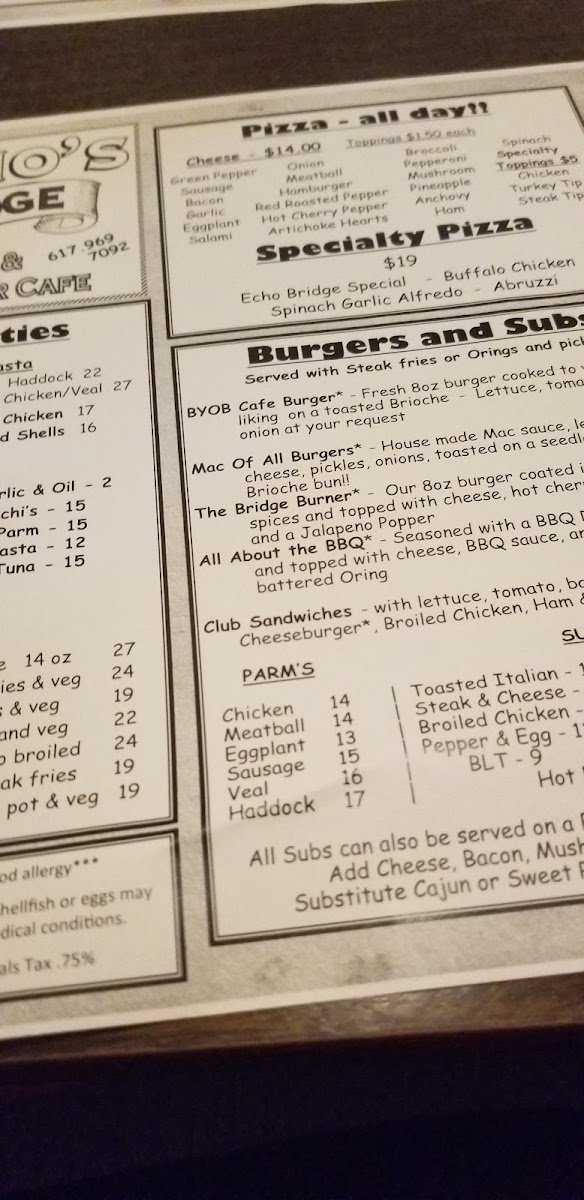 IO'S
GE
&
617·969
7092
R CAFE
Pizza - all day!!
Cheese - $14.00 Toppings $1.50 each
Green Pepper
Sausage
Bacon
Garlic
Eggplant
Salami
Onion
Meatball
Hamburger
Red Roasted Pepper
Hot Cherry Pepper
Artichoke Hearts
Broccoli
Pepperoni
Mushroom
Pineapple
Anchovy
Ham
Spinach
Specialty
Toppings $5
Chicken
Turkey Tip
Steak Tip
Specialty Pizza
$19
Echo Bridge Special - Buffalo Chicken
Spinach Garlic Alfredo - Abruzzi
ties
asta
Haddock 22
Chicken/Veal 27
Chicken 17
d Shells 16
rlic & Oil - 2
chi's - 15
Parm - 15
asta - 12
Tuna - 15
e 14 oz 27
ies & veg 24
s & veg 19
and veg 22
o broiled 24
ak fries 19
pot & veg 19
od allergy***
hellfish or eggs may
dical conditions.
als Tax .75%
Burgers and Subs
Served with Steak fries or Orings and pick
BYOB Cafe Burger* - Fresh 8oz burger cooked to y
liking on a toasted Brioche - Lettuce, toma
onion at your request
Mac Of All Burgers* - House made Mac sauce, le
cheese, pickles, onions, toasted on a seedle
Brioche bun!!
The Bridge Burner* - Our 8oz burger coated i
spices and topped with cheese, hot cher
and a Jalapeno Popper
All About the BBQ* - Seasoned with a BBQ
and topped with cheese, BBQ sauce, an
battered Oring
Club Sandwiches - with lettuce, tomato, ba
Cheeseburger*, Broiled Chicken, Ham &
PARM'S
Chicken 14
Meatball 14
Eggplant 13
Sausage 15
Veal 16
Haddock 17
SU
Toasted Italian - 1
Steak & Cheese -
Broiled Chicken -
Pepper & Egg - 1
BLT - 9
Hot
All Subs can also be served on a
Add Cheese, Bacon, Mush
Substitute Cajun or Sweet